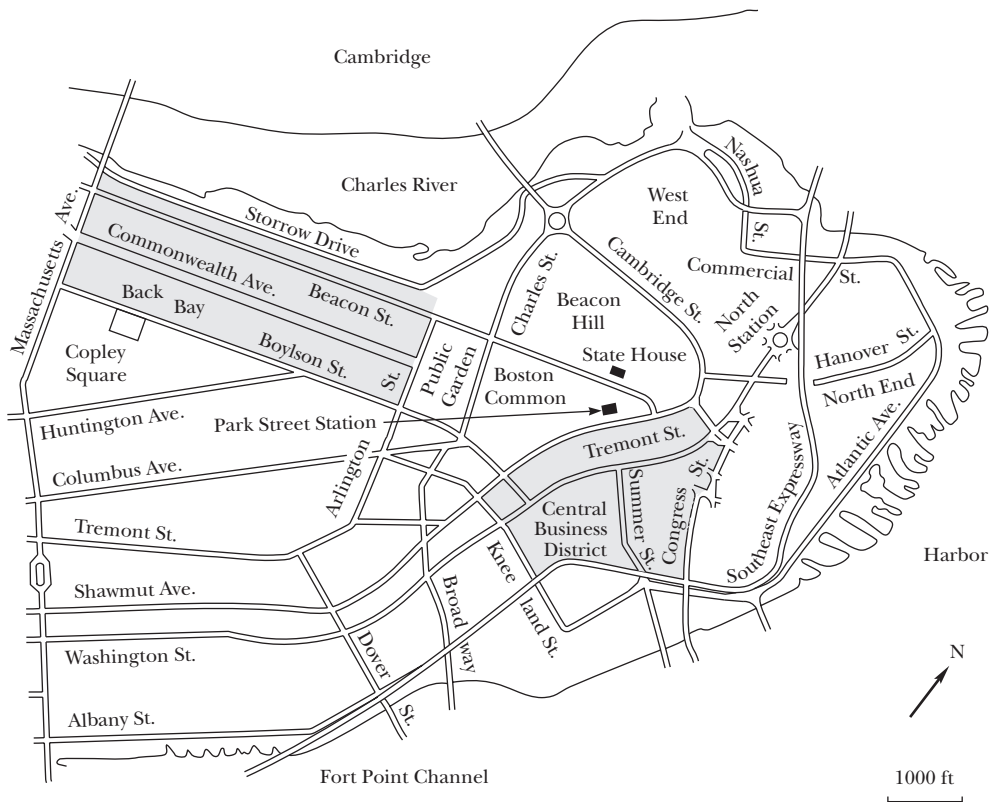 Cambridge
Charles River
Storrow Drive
Nashua
St.
West
End
Massachusetts Ave.
Commonwealth Ave.
Beacon St.
Back
Bay
Boylson St.
Copley
Square
Charles St.
Cambridge St.
Commercial
St.
Beacon
Hill
North
Station
State House
Hanover St.
North End
Public
Garden
Boston
Common
Park Street Station
Huntington Ave.
Columbus Ave.
Arlington
St.
Tremont St.
Tremont St.
Central
Business
District
Summer St.
Congress
St.
Southeast Expressway
Atlantic Ave.
Harbor
Shawmut Ave.
Washington St.
Albany St.
Knee
land St.
Broad
way
Dover
St.
Fort Point Channel
N
1000 ft